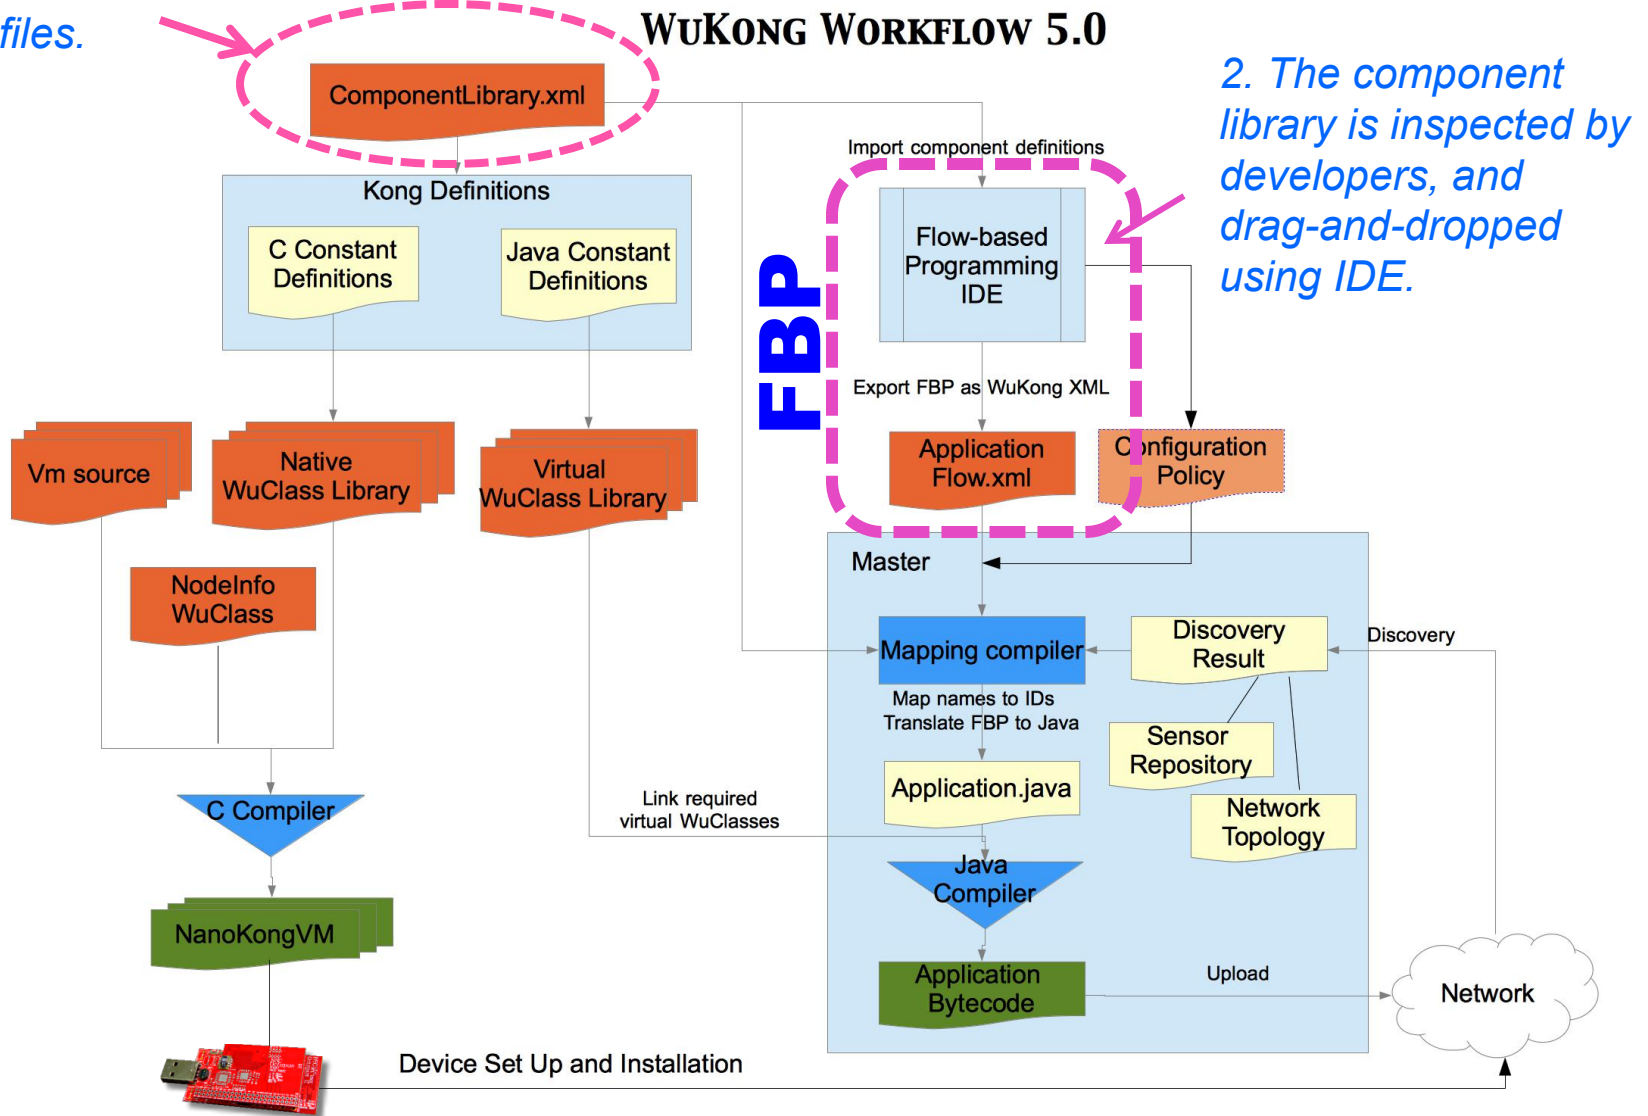 files.
WUKONG WORKFLOW 5.0
2. The component
library is inspected by
developers, and
drag-and-dropped
using IDE.
ComponentLibrary.xml
Import component definitions
Kong Definitions
C Constant
Definitions
Java Constant
Definitions
FBP
Flow-based
Programming
IDE
Export FBP as WuKong XML
Vm source
Native
WuClass Library
Virtual
WuClass Library
Application
Flow.xml
Configuration
Policy
NodeInfo
WuClass
Master
Mapping compiler
Discovery
Result
Discovery
Map names to IDs
Translate FBP to Java
Sensor
Repository
Application.java
Network
Topology
Link required
virtual WuClasses
C Compiler
Java
Compiler
NanoKongVM
Application
Bytecode
Upload
Network
Device Set Up and Installation